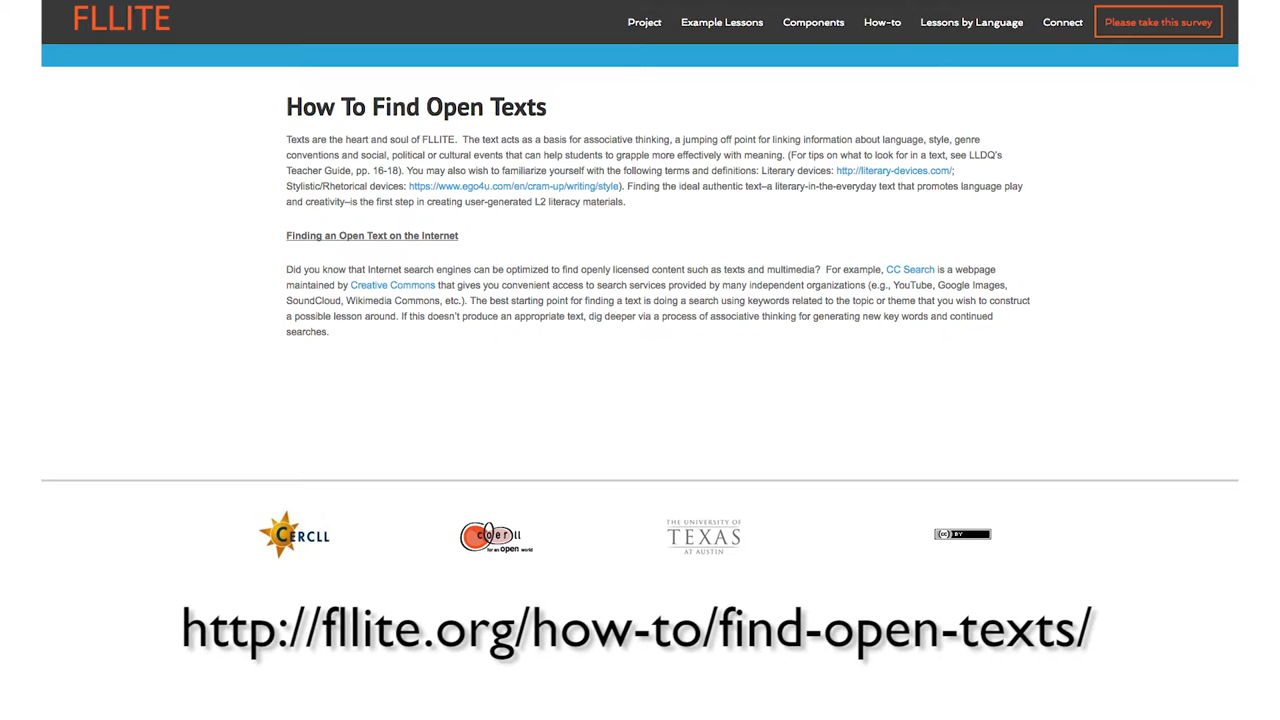 FLLITE
Project Example Lessons Components How-to Lessons by Language Connect Please take this survey
How To Find Open Texts
Texts are the heart and soul of FLLITE.  The text acts as a basis for associative thinking, a jumping off point for linking information about language, style, genre
conventions and social, political or cultural events that can help students to grapple more effectively with meaning. (For tips on what to look for in a text, see LLDQ's
Teacher Guide, pp. 16-18). You may also wish to familiarize yourself with the following terms and definitions: Literary devices: http://literary-devices.com/;
Stylistic/Rhetorical devices: https://www.ego4u.com/en/cram-up/writing/style). Finding the ideal authentic text–a literary-in-the-everyday text that promotes language play
and creativity–is the first step in creating user-generated L2 literacy materials.
Finding an Open Text on the Internet
Did you know that Internet search engines can be optimized to find openly licensed content such as texts and multimedia?  For example, CC Search is a webpage
maintained by Creative Commons that gives you convenient access to search services provided by many independent organizations (e.g., YouTube, Google Images,
SoundCloud, Wikimedia Commons, etc.). The best starting point for finding a text is doing a search using keywords related to the topic or theme that you wish to construct
a possible lesson around. If this doesn't produce an appropriate text, dig deeper via a process of associative thinking for generating new key words and continued
searches.
CERCLL
coerll
for an open world
THE UNIVERSITY OF
TEXAS
AT AUSTIN
cc BY
http://fllite.org/how-to/find-open-texts/